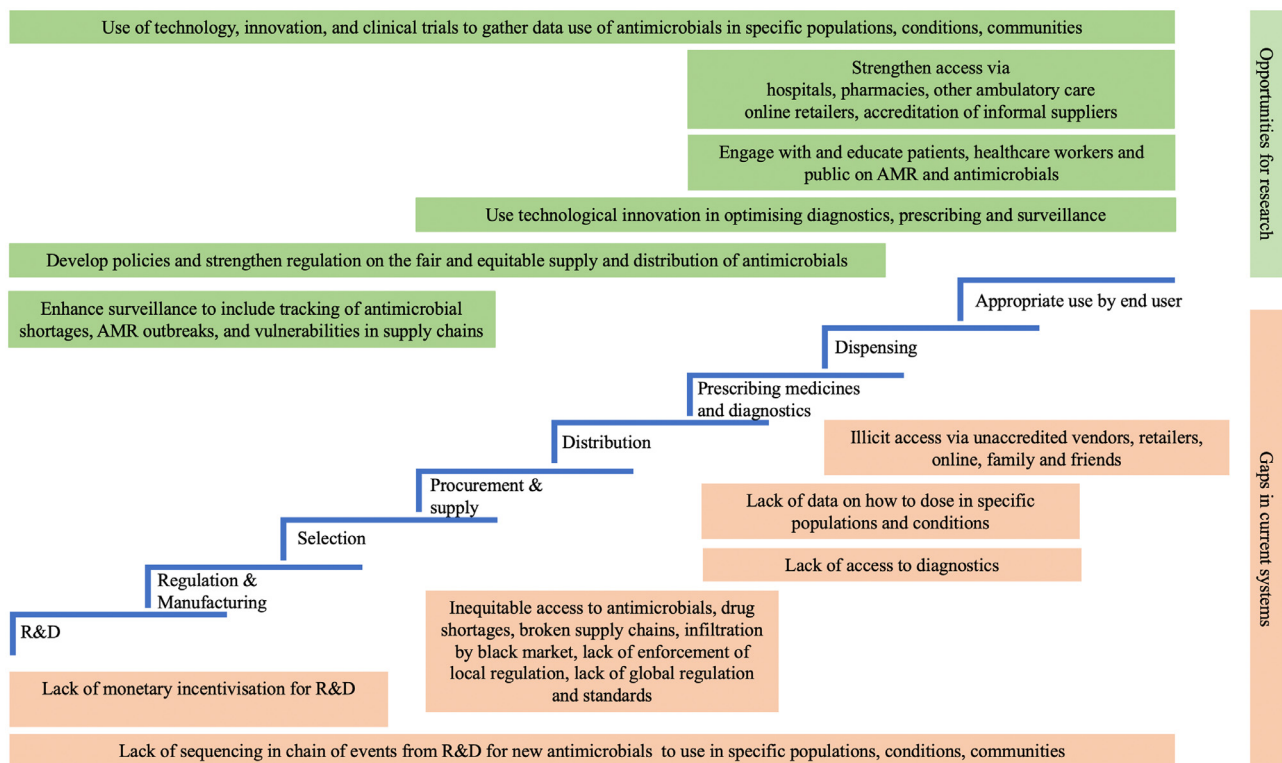 Use of technology, innovation, and clinical trials to gather data use of antimicrobials in specific populations, conditions, communities
Strengthen access via
hospitals, pharmacies, other ambulatory care
online retailers, accreditation of informal suppliers
Engage with and educate patients, healthcare workers and
public on AMR and antimicrobials
Use technological innovation in optimising diagnostics, prescribing and surveillance
Develop policies and strengthen regulation on the fair and equitable supply and distribution of antimicrobials
Enhance surveillance to include tracking of antimicrobial
shortages, AMR outbreaks, and vulnerabilities in supply chains
Opportunities for research
Appropriate use by end user
Dispensing
Prescribing medicines
and diagnostics
Distribution
Procurement &
supply
Selection
Regulation &
Manufacturing
R&D
Illicit access via unaccredited vendors, retailers,
online, family and friends
Lack of data on how to dose in specific
populations and conditions
Lack of access to diagnostics
Inequitable access to antimicrobials, drug
shortages, broken supply chains, infiltration
by black market, lack of enforcement of
local regulation, lack of global regulation
and standards
Lack of monetary incentivisation for R&D
Lack of sequencing in chain of events from R&D for new antimicrobials to use in specific populations, conditions, communities
Gaps in current systems